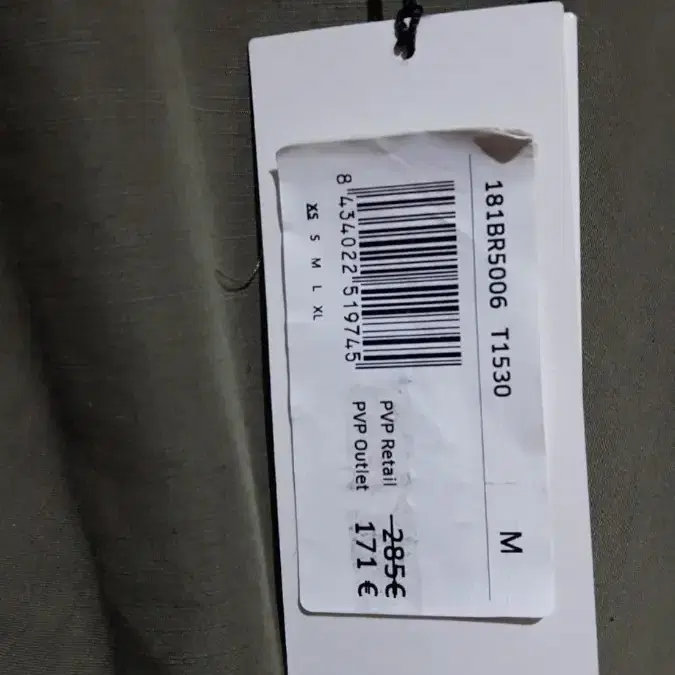 181BR5006 T1530 M
8 434022 519745
XS S M L XL
PVP Retail 285€
PVP Outlet 171 €